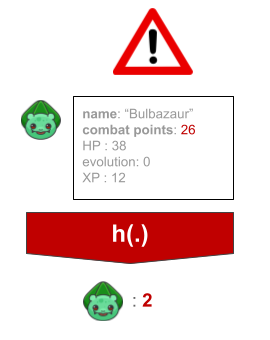 !
name: “Bulbazaur”
combat points: 26
HP : 38
evolution: 0
XP : 12
h(.)
: 2